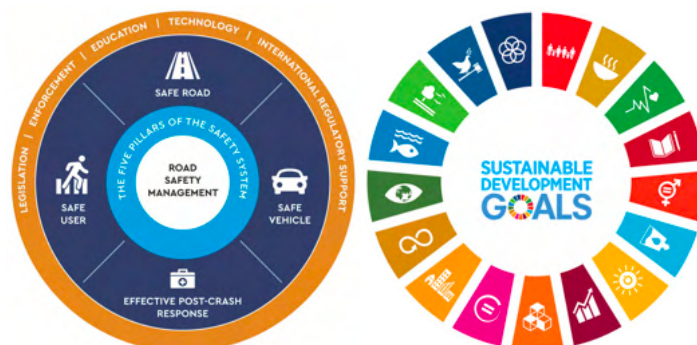 LEGISLATION | ENFORCEMENT | EDUCATION | TECHNOLOGY | INTERNATIONAL REGULATORY SUPPORT
SAFE ROAD
THE FIVE PILLARS OF THE SAFETY SYSTEM
ROAD
SAFETY
MANAGEMENT
SAFE
USER
SAFE
VEHICLE
EFFECTIVE POST-CRASH
RESPONSE
SUSTAINABLE
DEVELOPMENT
GOALS